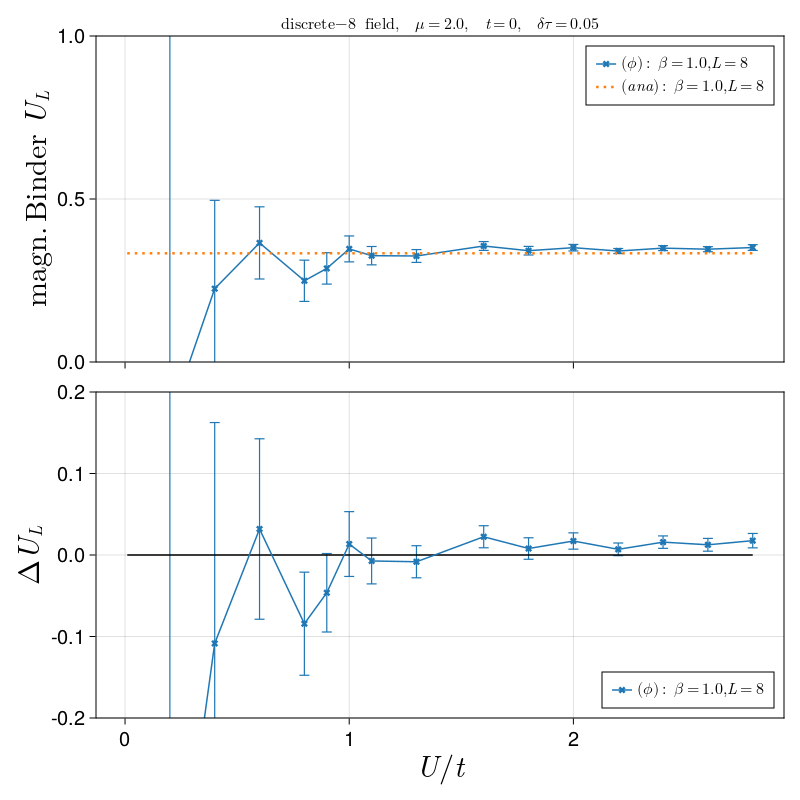 discrete−8 field, μ = 2.0, t = 0, δτ = 0.05
magn. Binder U_L
1.0
0.5
0.0
(ϕ): β = 1.0,L = 8
(ana): β = 1.0,L = 8
Δ U_L
0.2
0.1
0.0
-0.1
-0.2
(ϕ): β = 1.0,L = 8
0 1 2
U/t